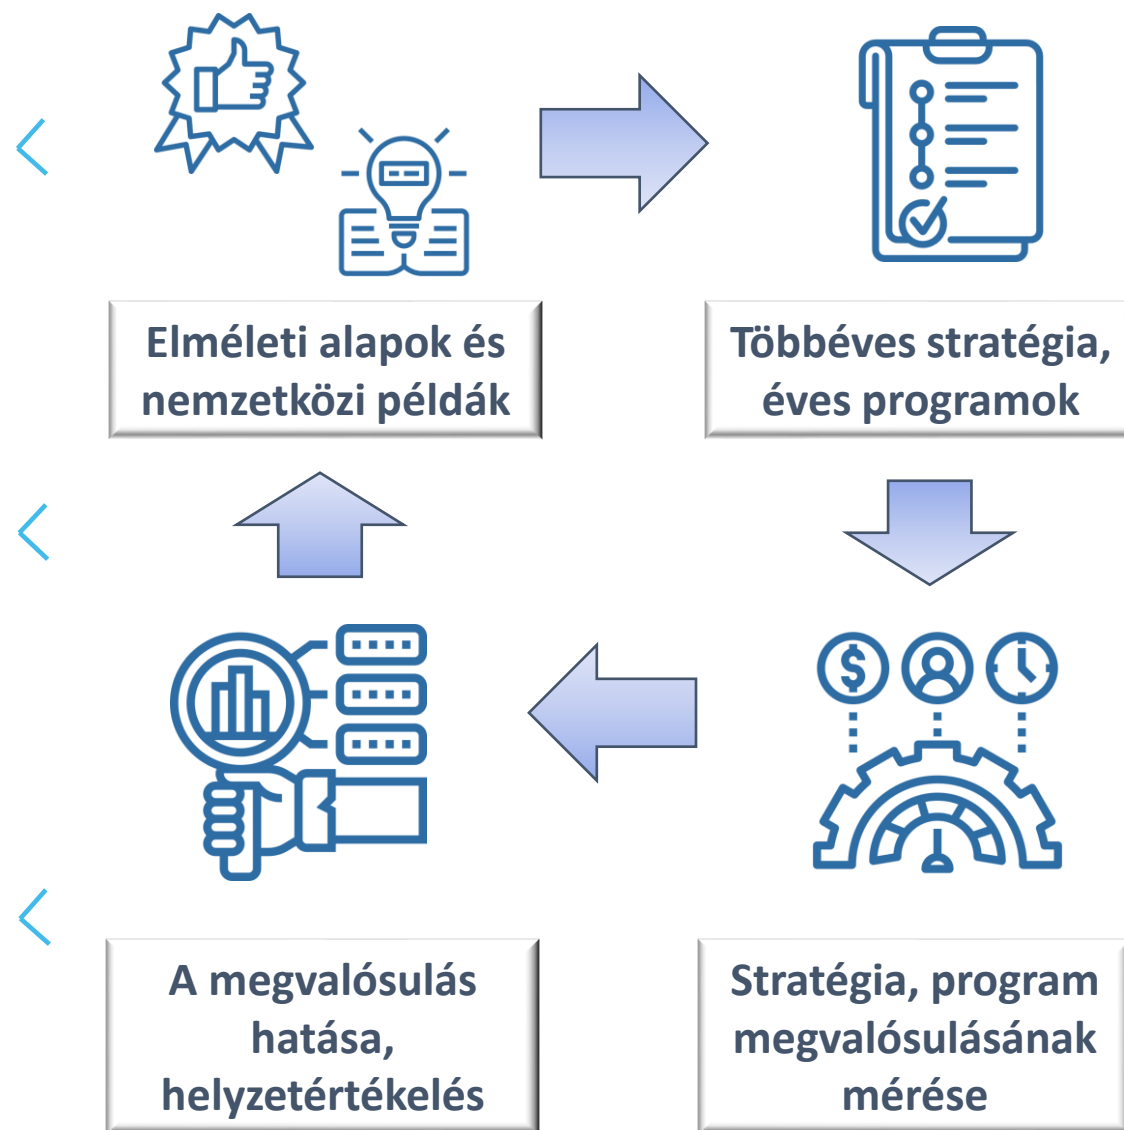 Elméleti alapok és
nemzetközi példák
Többéves stratégia,
éves programok
A megvalósulás
hatása,
helyzetértékelés
Stratégia, program
megvalósulásának
mérése